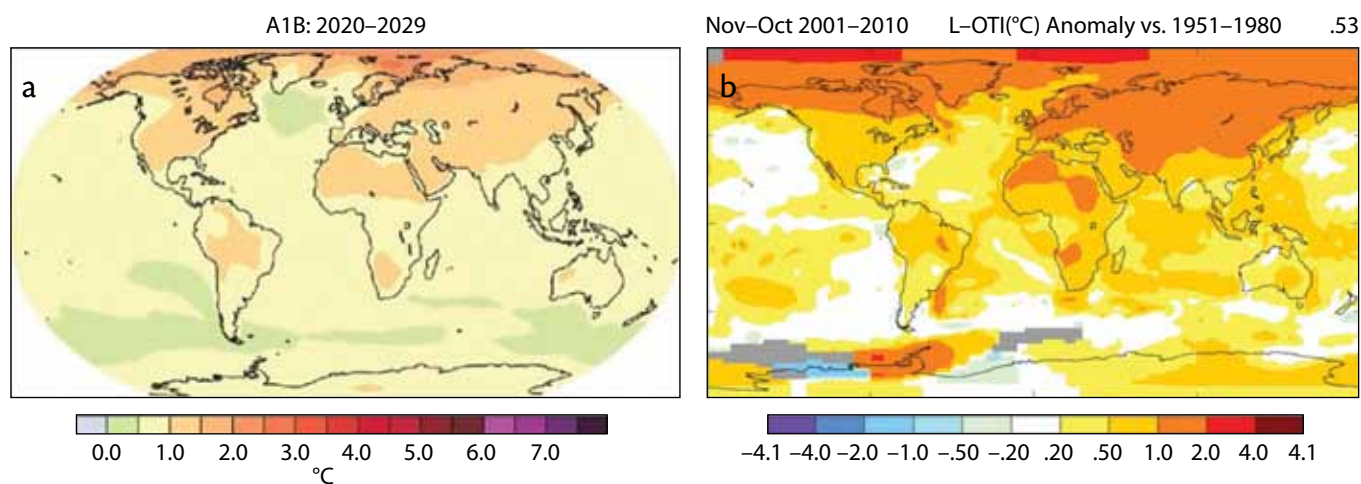 A1B: 2020–2029
Nov–Oct 2001–2010 L–OTI(°C) Anomaly vs. 1951–1980 .53
a
b
0.0 1.0 2.0 3.0 4.0 5.0 6.0 7.0
°C
–4.1 –4.0 –2.0 –1.0 –.50 –.20 .20 .50 1.0 2.0 4.0 4.1